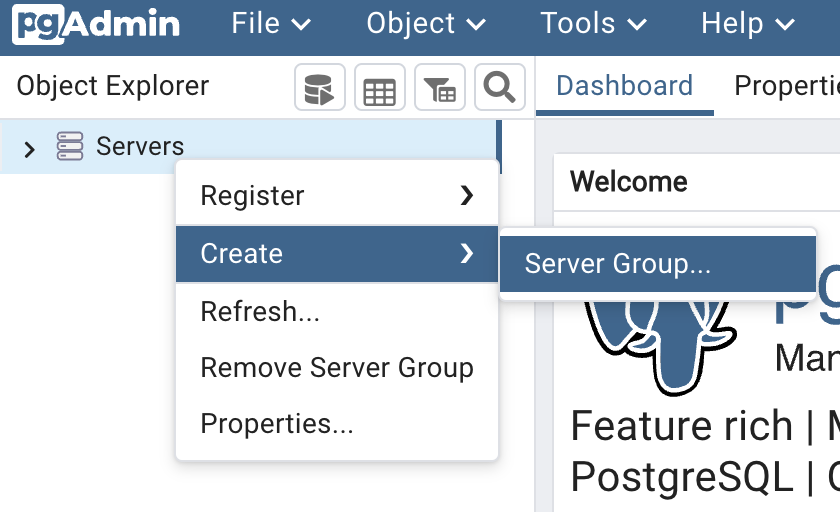 pgAdmin File Object Tools Help
Object Explorer
Dashboard Properti
Servers
Welcome
Register
Create
Server Group...
Refresh...
Remove Server Group
Properties...
pg
Man
Feature rich |
PostgreSQL |